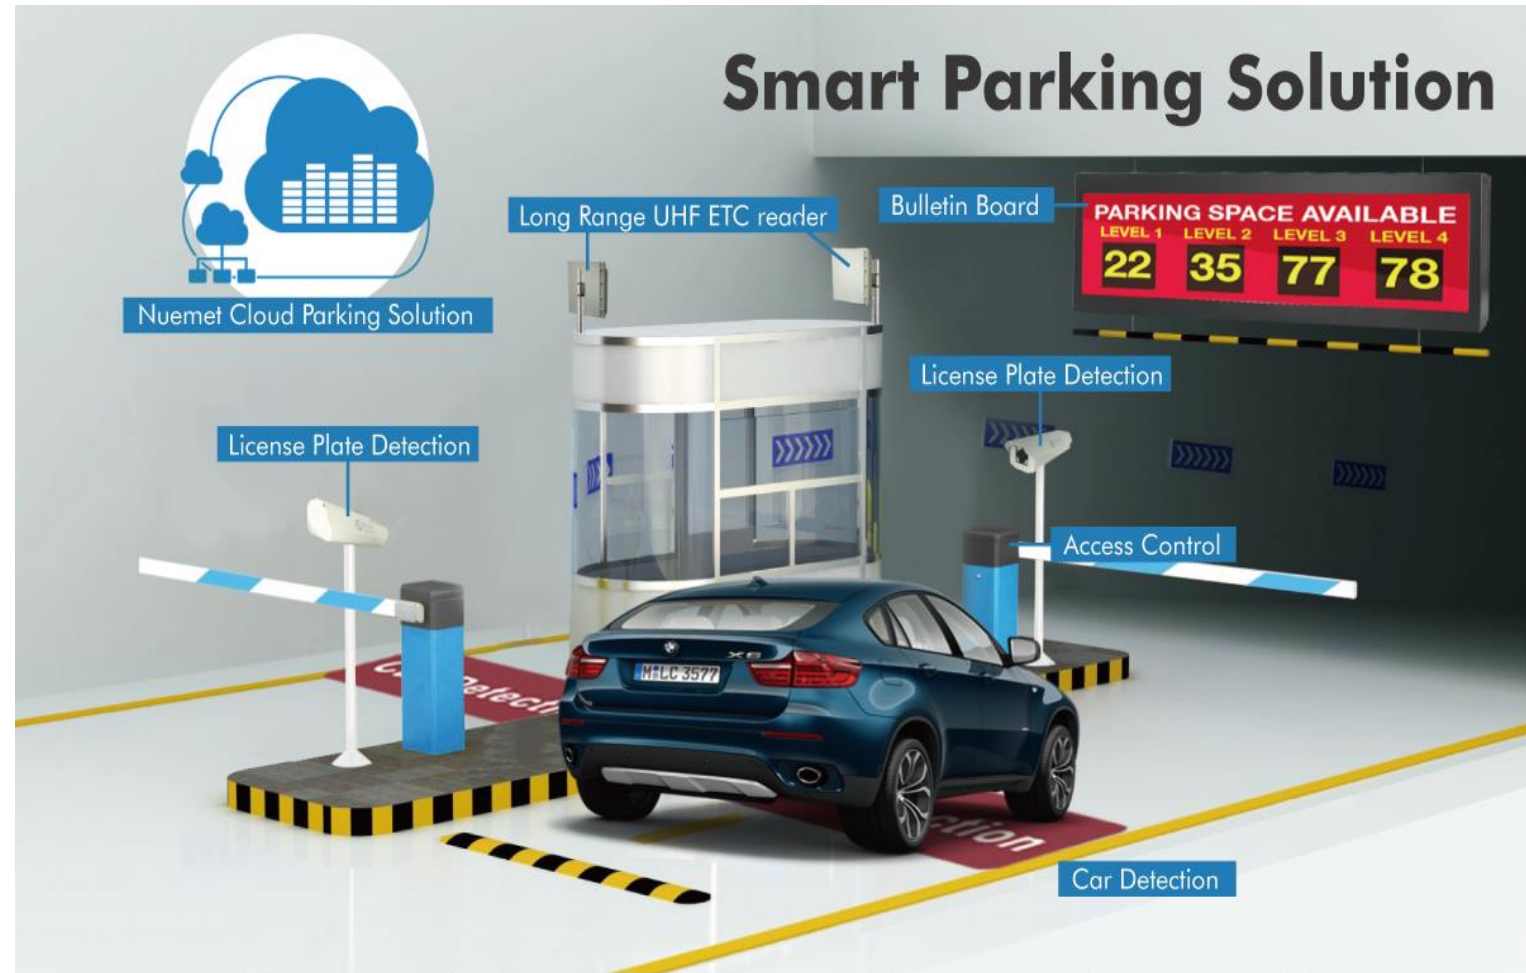 Smart Parking Solution
Nuemet Cloud Parking Solution
Long Range UHF ETC reader
Bulletin Board
PARKING SPACE AVAILABLE
LEVEL 1 LEVEL 2 LEVEL 3 LEVEL 4
22 35 77 78
License Plate Detection
License Plate Detection
Access Control
X6
M LC 3577
Car Detection